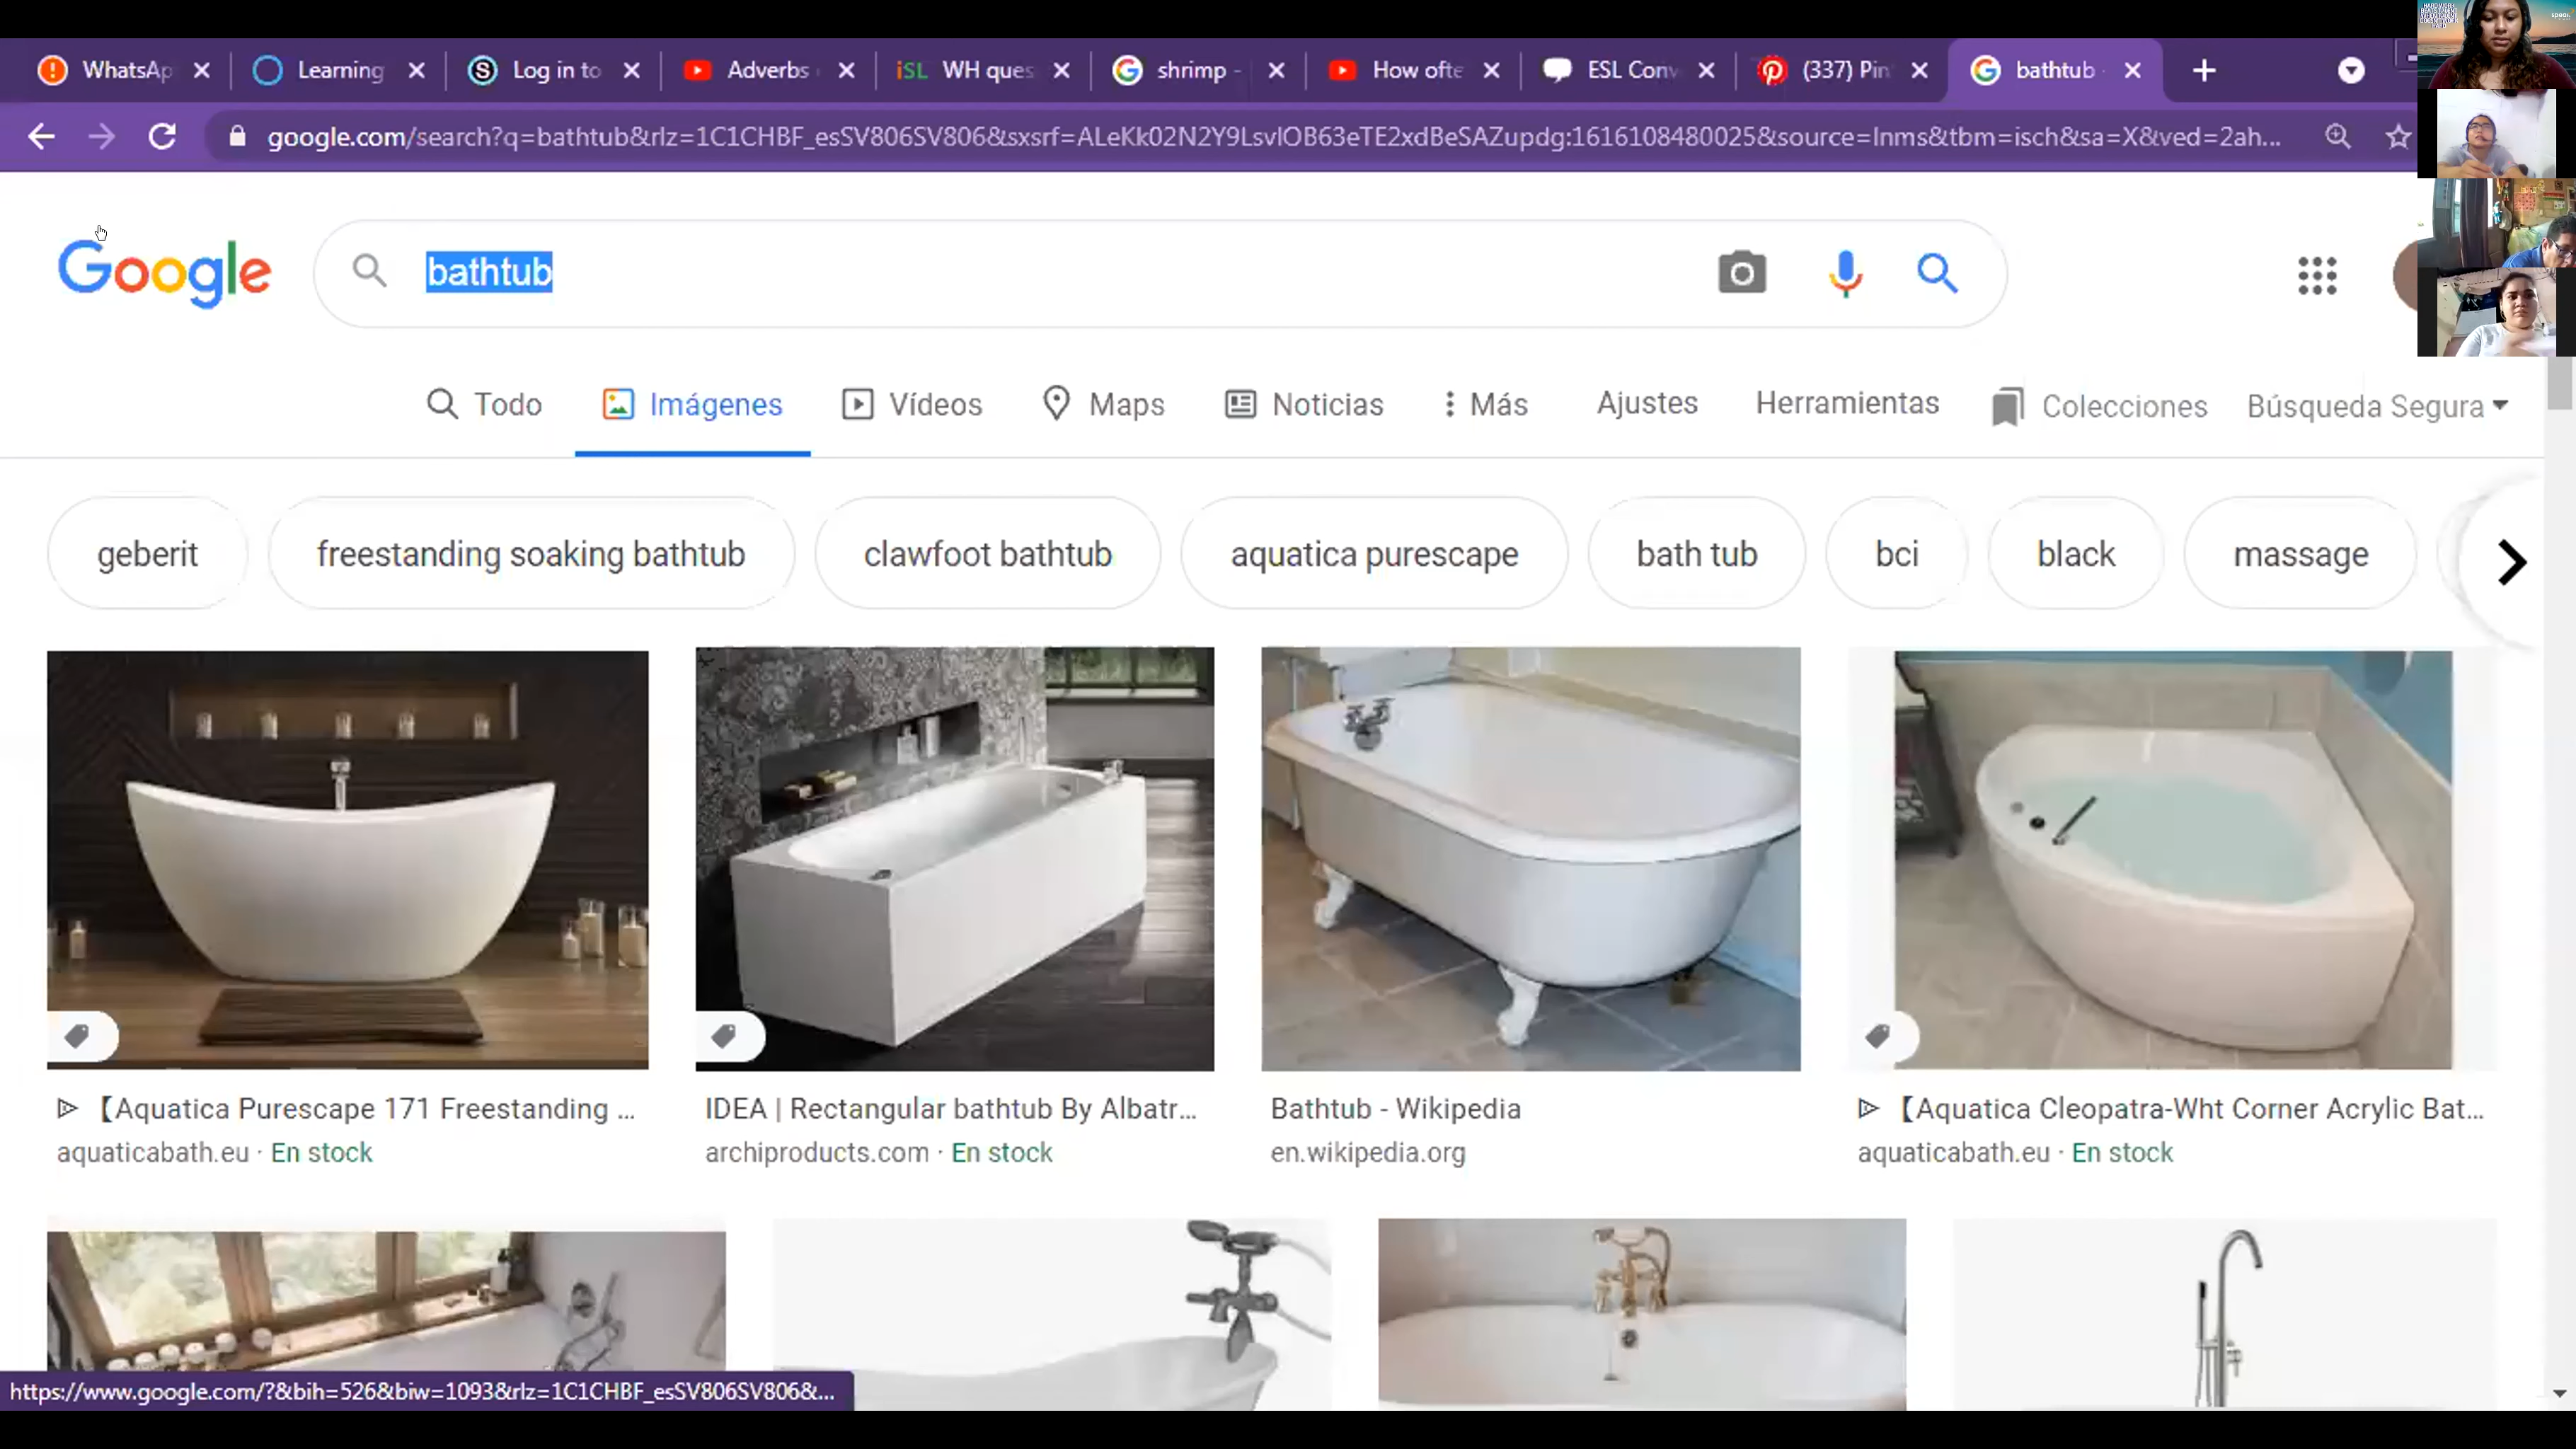 WhatsAp
Learning
Log in to
Adverbs
iSL WH ques
shrimp -
How ofte
ESL Conv
(337) Pin
bathtub -
google.com/search?q=bathtub&rlz=1C1CHBF_esSV806SV806&sxsrf=ALeKk02N2Y9LsvlOB63eTE2xdBeSAZupdg:1616108480025&source=lnms&tbm=isch&sa=X&ved=2ah...
Google
bathtub
Todo Imágenes Vídeos Maps Noticias Más Ajustes Herramientas Colecciones Búsqueda Segura
geberit
freestanding soaking bathtub
clawfoot bathtub
aquatica purescape
bath tub
bci
black
massage
【Aquatica Purescape 171 Freestanding ...
aquaticabath.eu · En stock
IDEA | Rectangular bathtub By Albatr...
archiproducts.com · En stock
Bathtub - Wikipedia
en.wikipedia.org
【Aquatica Cleopatra-Wht Corner Acrylic Bat...
aquaticabath.eu · En stock
https://www.google.com/?&bih=526&biw=1093&rlz=1C1CHBF_esSV806SV806&...